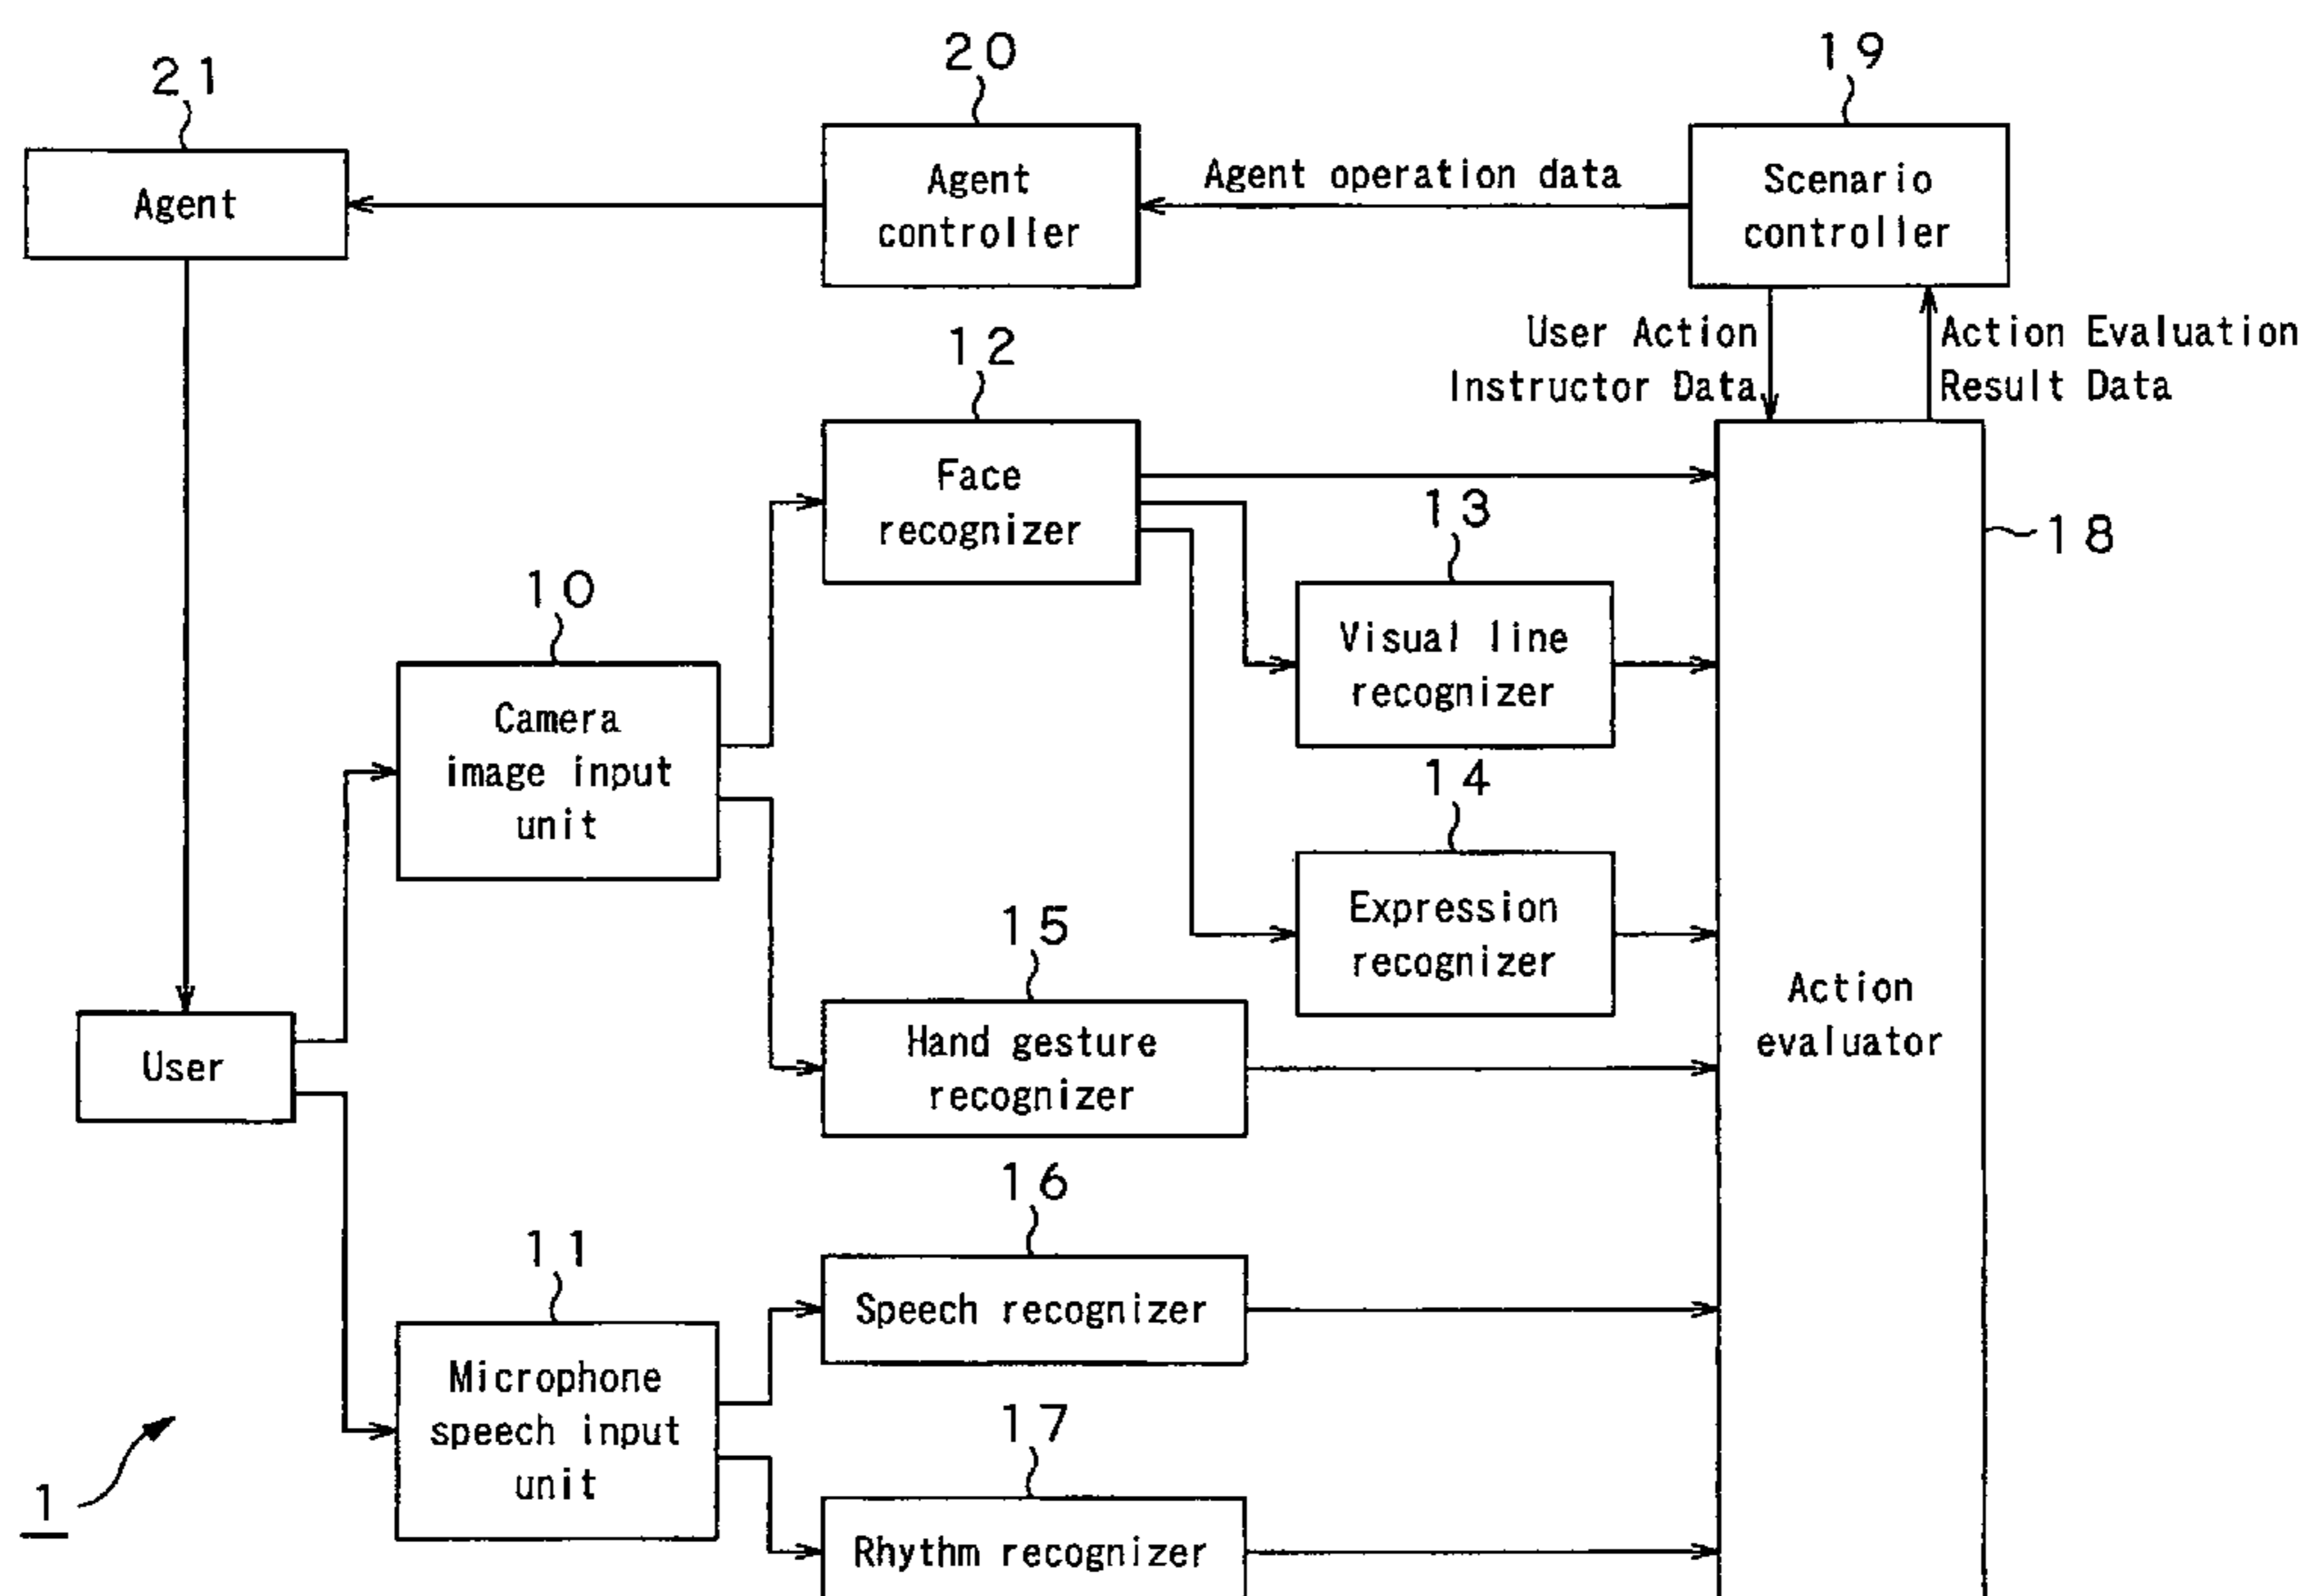 21
20
19
Agent
Agent
controller
Agent operation data
Scenario
controller
User Action
Instructor Data
Action Evaluation
Result Data
12
Face
recognizer
13
18
10
Visual line
recognizer
Camera
image input
unit
14
Expression
recognizer
15
Action
evaluator
Hand gesture
recognizer
User
16
11
Speech recognizer
Microphone
speech input
unit
17
1
Rhythm recognizer